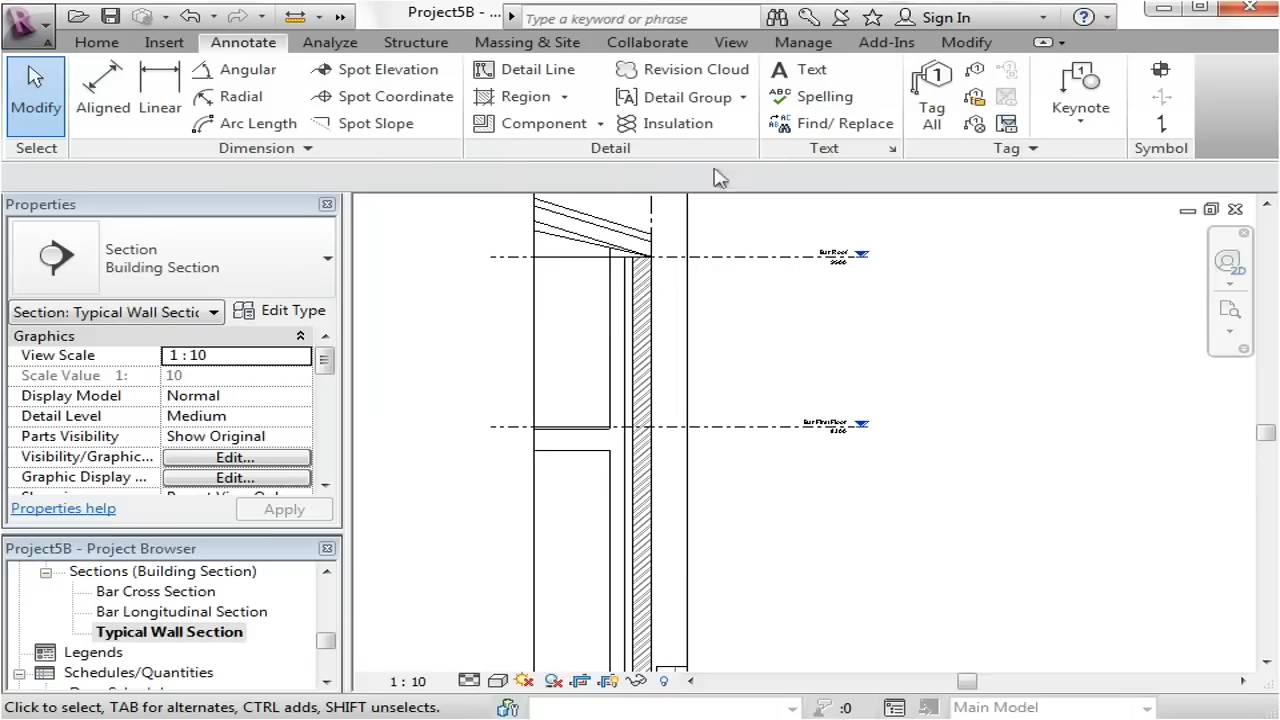 Project5B - ...
Type a keyword or phrase
Sign In
Home Insert Annotate Analyze Structure Massing & Site Collaborate View Manage Add-Ins Modify
Modify
Aligned
Linear
Angular
Radial
Arc Length
Spot Elevation
Spot Coordinate
Spot Slope
Detail Line
Region
Component
Revision Cloud
Detail Group
Insulation
Text
Spelling
Find/ Replace
Tag
All
Keynote
Select Dimension Detail Text Tag Symbol
Properties
Section
Building Section
Section: Typical Wall Sectic Edit Type
Graphics
View Scale 1 : 10
Scale Value 1: 10
Display Model Normal
Detail Level Medium
Parts Visibility Show Original
Visibility/Graphic... Edit...
Graphic Display ... Edit...
Properties help Apply
Project5B - Project Browser
Sections (Building Section)
Bar Cross Section
Bar Longitudinal Section
Typical Wall Section
Legends
Schedules/Quantities
Bar Roof
Bar First Floor
2D
1 : 10
Click to select, TAB for alternates, CTRL adds, SHIFT unselects.
:0
Main Model